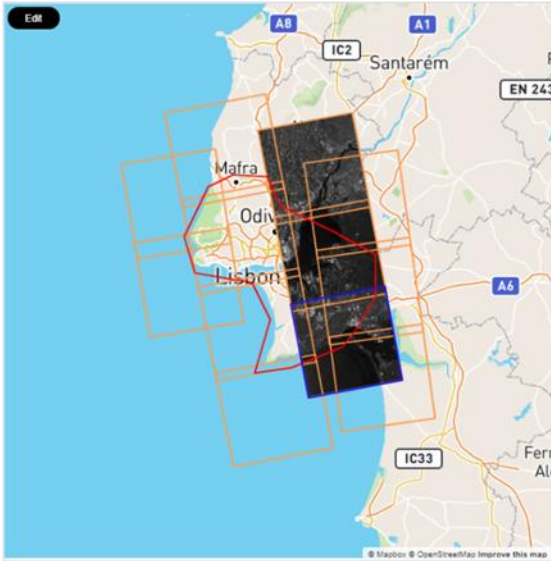 Edit
A8
A1
IC2
Santarém
EN 243
Mafra
Odiv
Lisbon
A6
IC33
Ferr
Al
© Mapbox © OpenStreetMap Improve this map